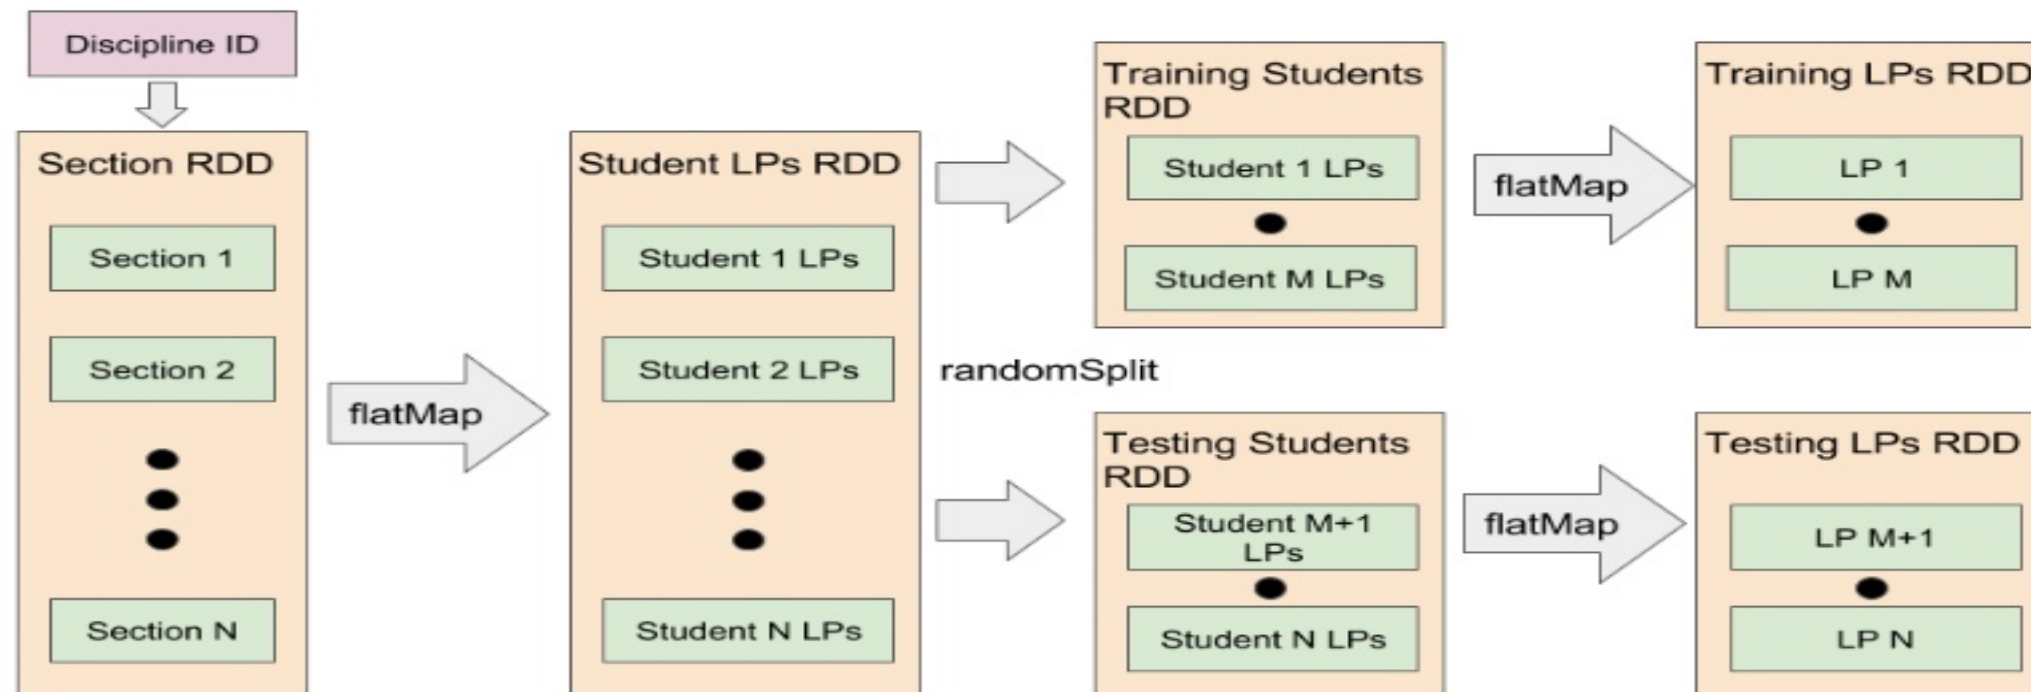 Discipline ID
Section RDD
Section 1
Section 2
Section N
flatMap
Student LPs RDD
Student 1 LPs
Student 2 LPs
Student N LPs
randomSplit
Training Students
RDD
Student 1 LPs
Student M LPs
flatMap
Training LPs RDD
LP 1
LP M
Testing Students
RDD
Student M+1
LPs
Student N LPs
flatMap
Testing LPs RDD
LP M+1
LP N